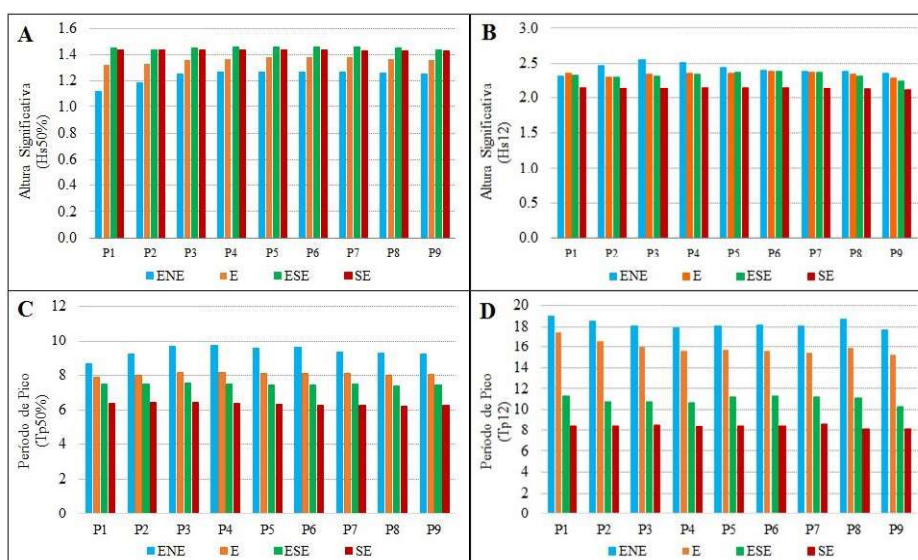 A
Altura Significativa
(Hs50%)
1.6
1.4
1.2
1.0
0.8
0.6
0.4
0.2
0.0
P1 P2 P3 P4 P5 P6 P7 P8 P9
ENE E ESE SE
B
Altura Significativa
(Hs12)
3.0
2.5
2.0
1.5
1.0
0.5
0.0
P1 P2 P3 P4 P5 P6 P7 P8 P9
ENE E ESE SE
C
Período de Pico
(Tp50%)
12
10
8
6
4
2
0
P1 P2 P3 P4 P5 P6 P7 P8 P9
ENE E ESE SE
D
Período de Pico
(Tp12)
20
18
16
14
12
10
8
6
4
2
0
P1 P2 P3 P4 P5 P6 P7 P8 P9
ENE E ESE SE